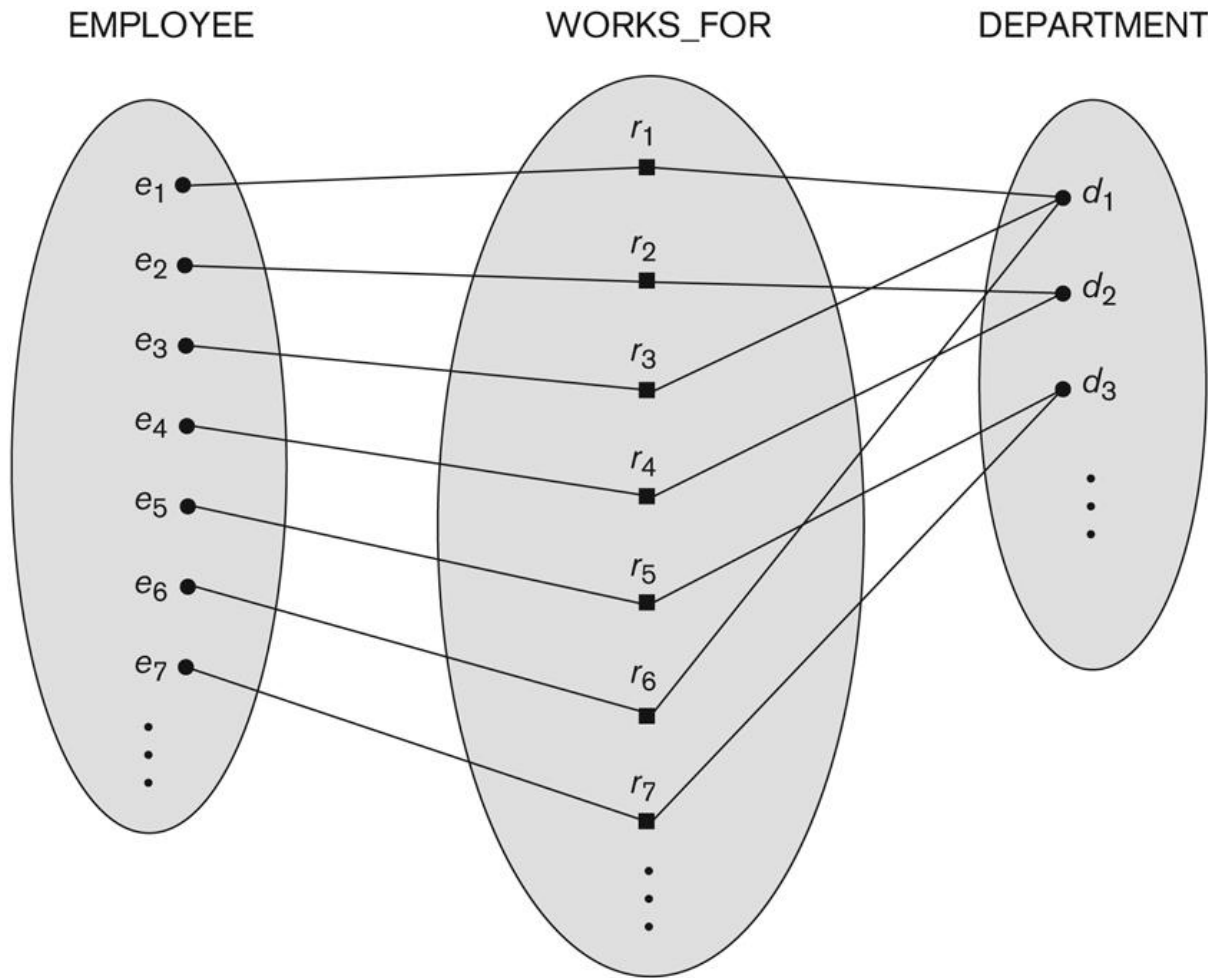 EMPLOYEE WORKS_FOR DEPARTMENT
r₁
e₁ d₁
r₂
e₂ d₂
e₃ r₃
d₃
e₄ r₄
e₅
r₅
e₆
r₆
e₇
r₇